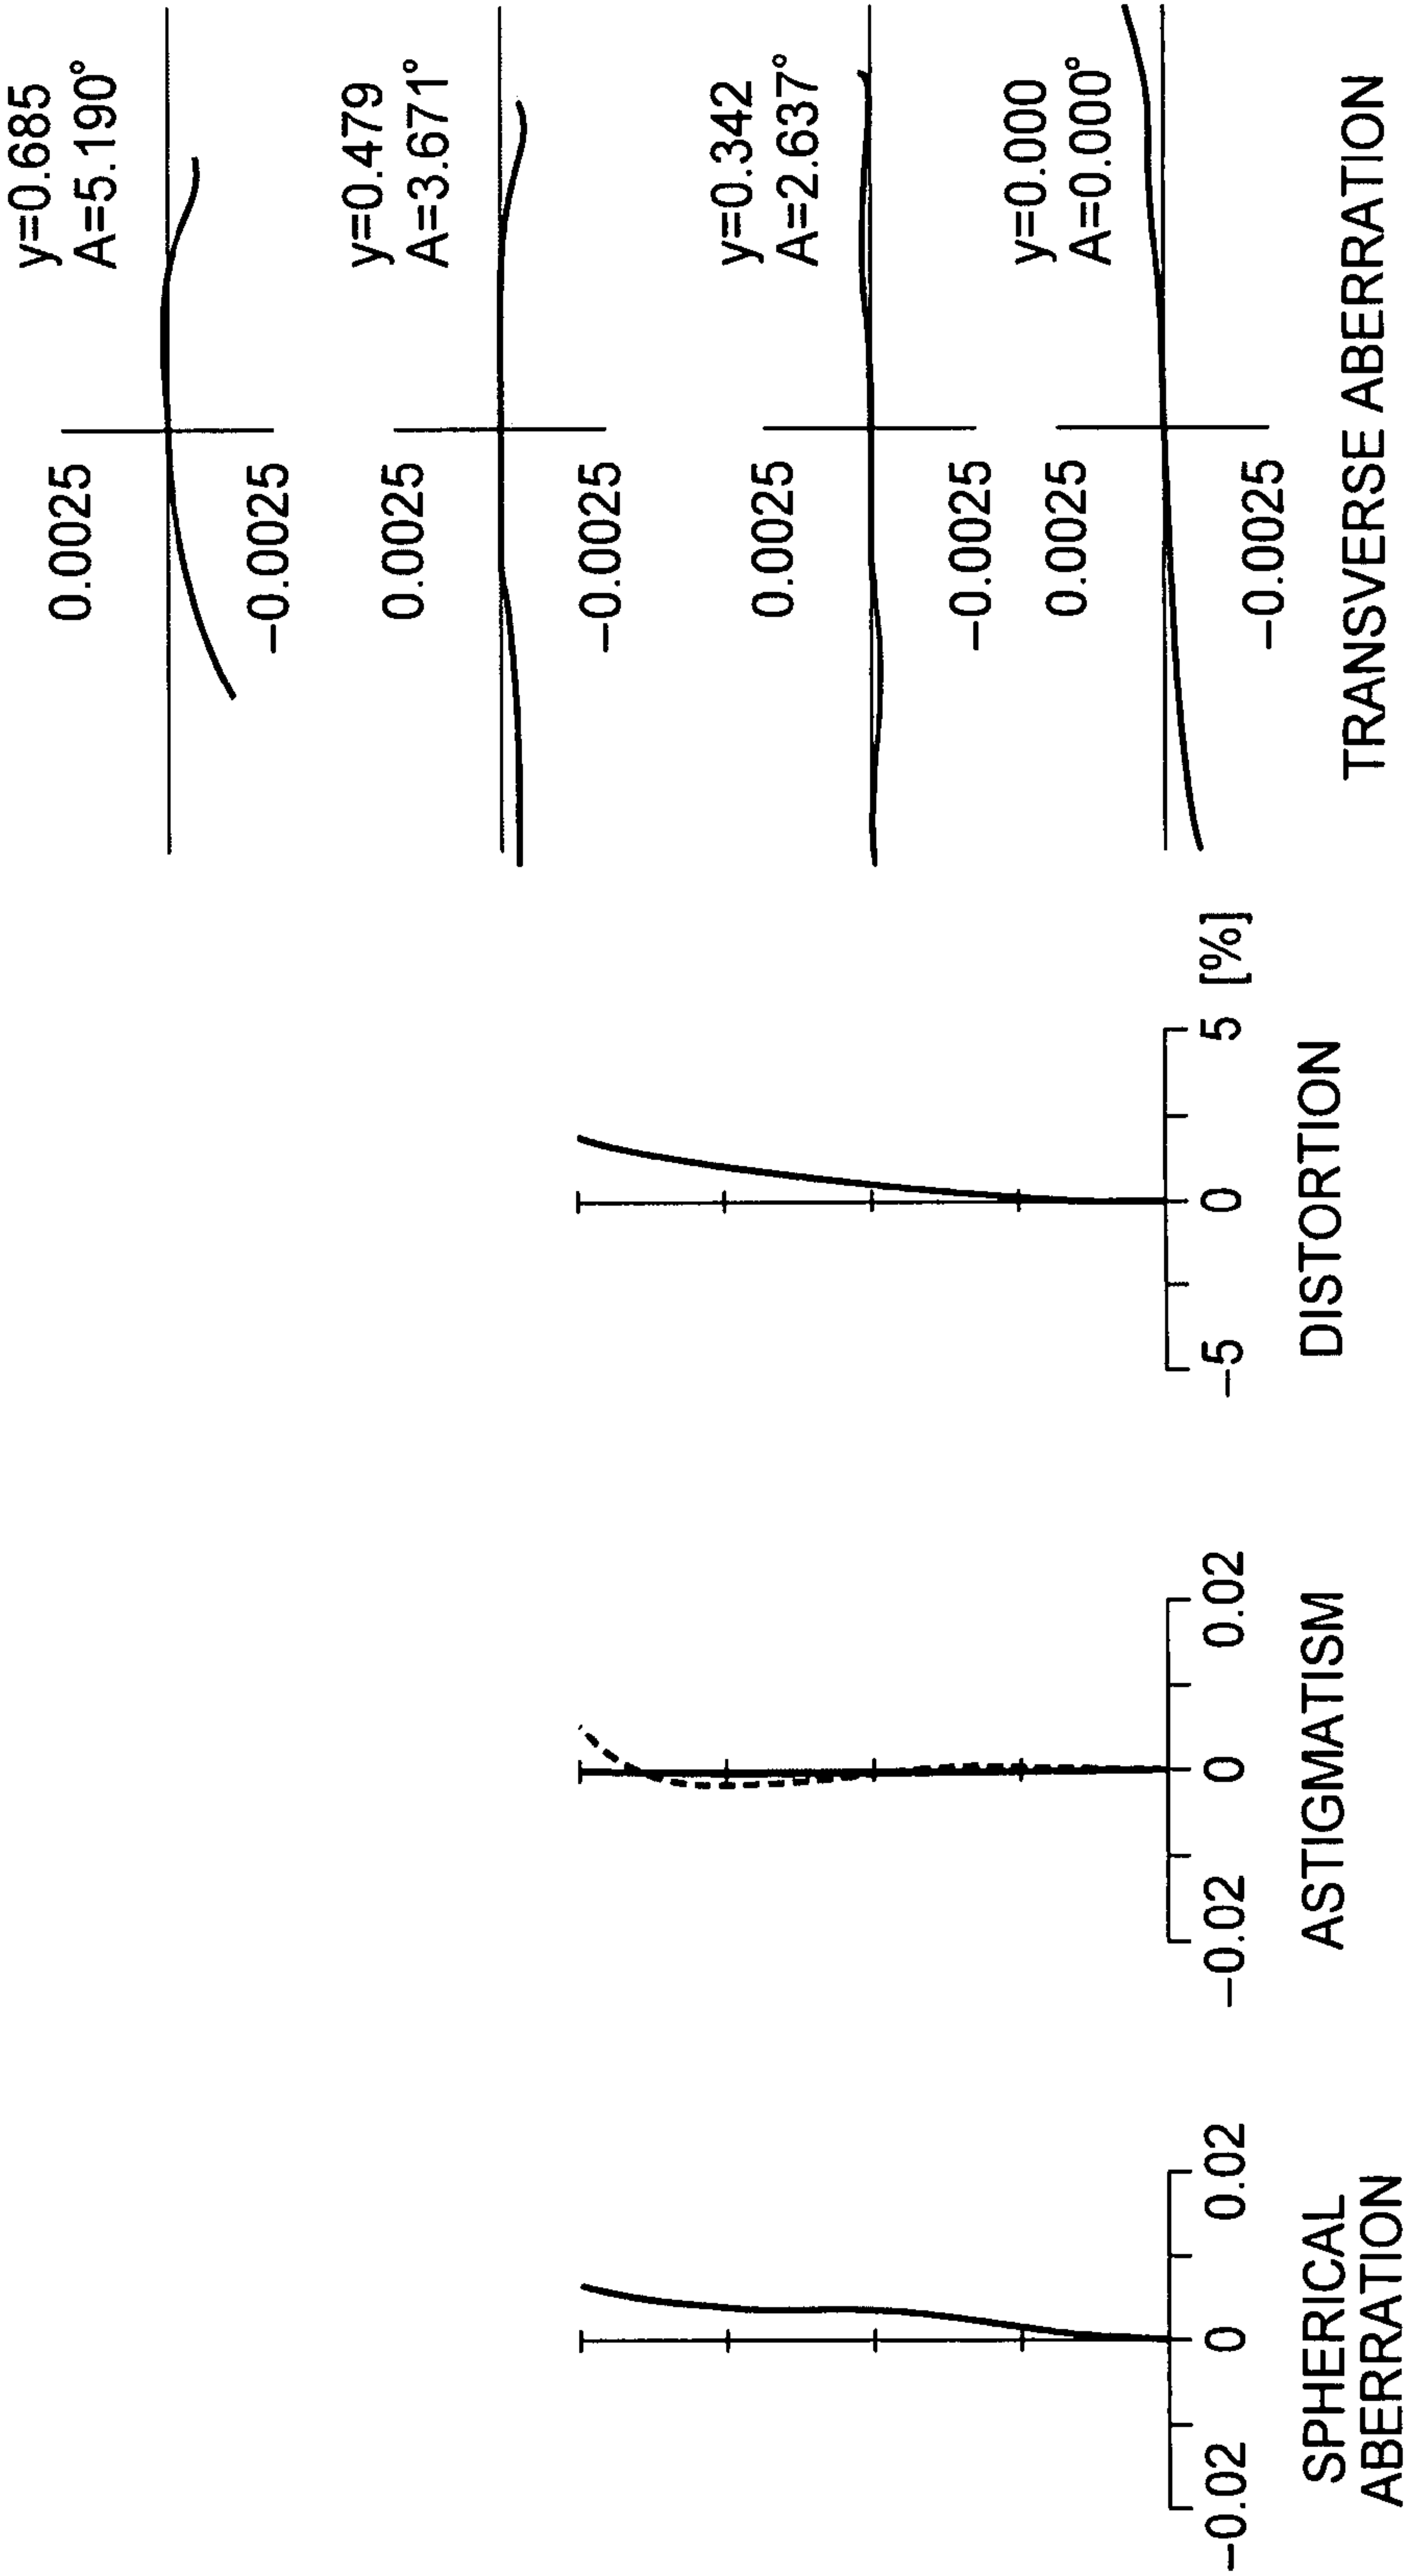 −0.02
0
0.02
SPHERICAL
ABERRATION
−0.02
0
0.02
ASTIGMATISM
−5
0
5
[%]
DISTORTION
y=0.685
A=5.190°
0.0025
−0.0025
y=0.479
A=3.671°
0.0025
−0.0025
y=0.342
A=2.637°
0.0025
−0.0025
y=0.000
A=0.000°
0.0025
−0.0025
TRANSVERSE ABERRATION